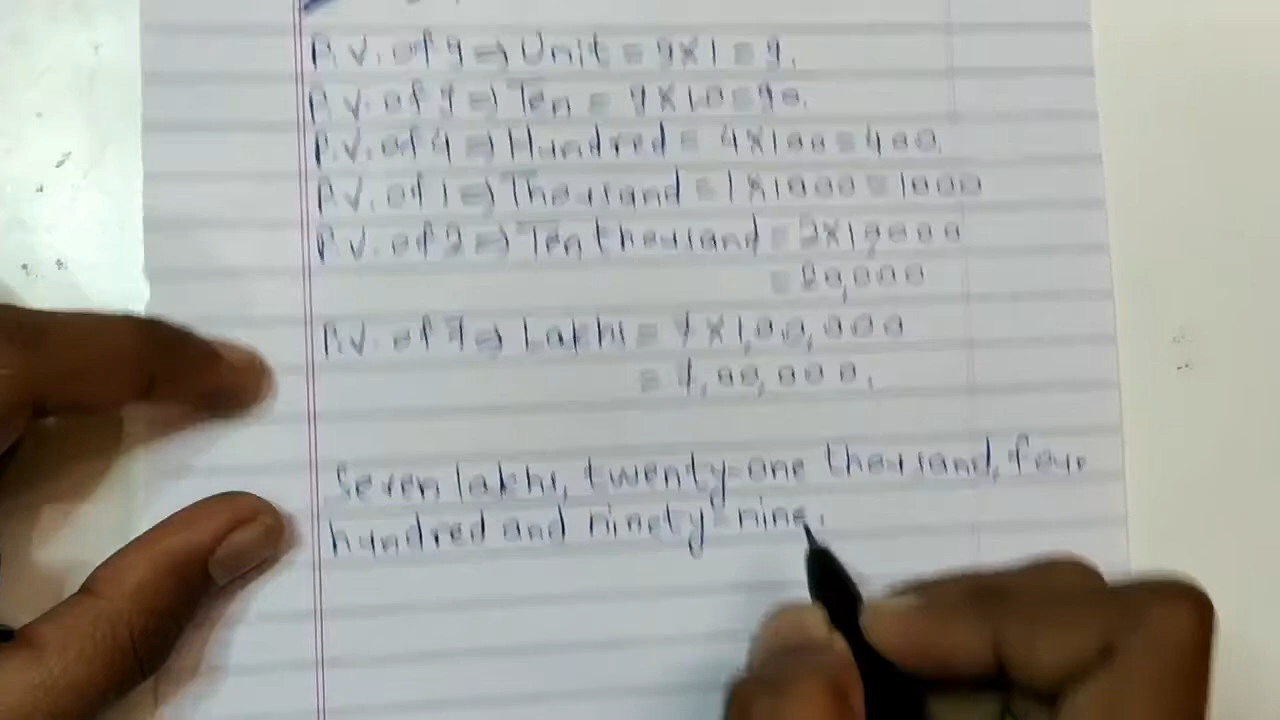 P.V. of 9 ⇒ Unit = 9×1 = 9.
P.V. of 9 ⇒ Ten = 9×10 = 90.
P.V. of 4 ⇒ Hundred = 4×100 = 400.
P.V. of 1 ⇒ Thousand = 1×1000 = 1000
P.V. of 2 ⇒ Ten thousand = 2×10,000
= 20,000
P.V. of 7 ⇒ Lakhs = 7×1,00,000
= 7,00,000.
Seven lakhs, twenty-one thousand, four
hundred and ninety-nine.